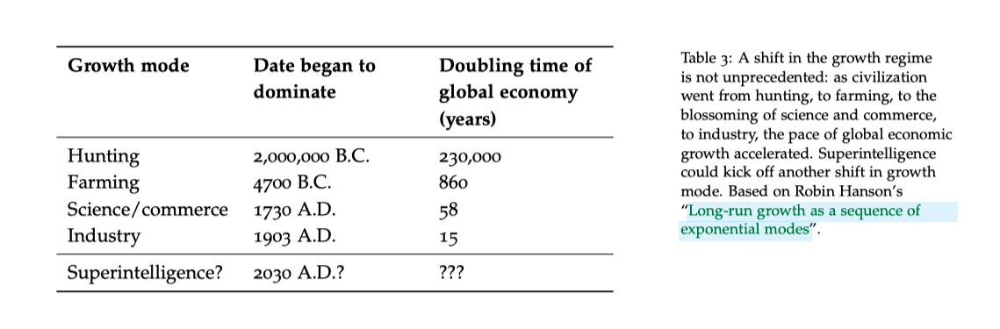 Growth mode Date began to dominate Doubling time of global economy (years)
Hunting 2,000,000 B.C. 230,000
Farming 4700 B.C. 860
Science/commerce 1730 A.D. 58
Industry 1903 A.D. 15
Superintelligence? 2030 A.D.? ???
Table 3: A shift in the growth regime
is not unprecedented: as civilization
went from hunting, to farming, to the
blossoming of science and commerce,
to industry, the pace of global economic
growth accelerated. Superintelligence
could kick off another shift in growth
mode. Based on Robin Hanson's
"Long-run growth as a sequence of
exponential modes".